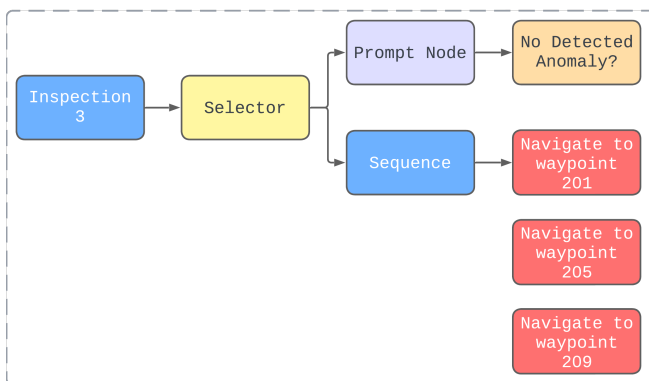 Inspection
3
Selector
Prompt Node
No Detected
Anomaly?
Sequence
Navigate to
waypoint
201
Navigate to
waypoint
205
Navigate to
waypoint
209